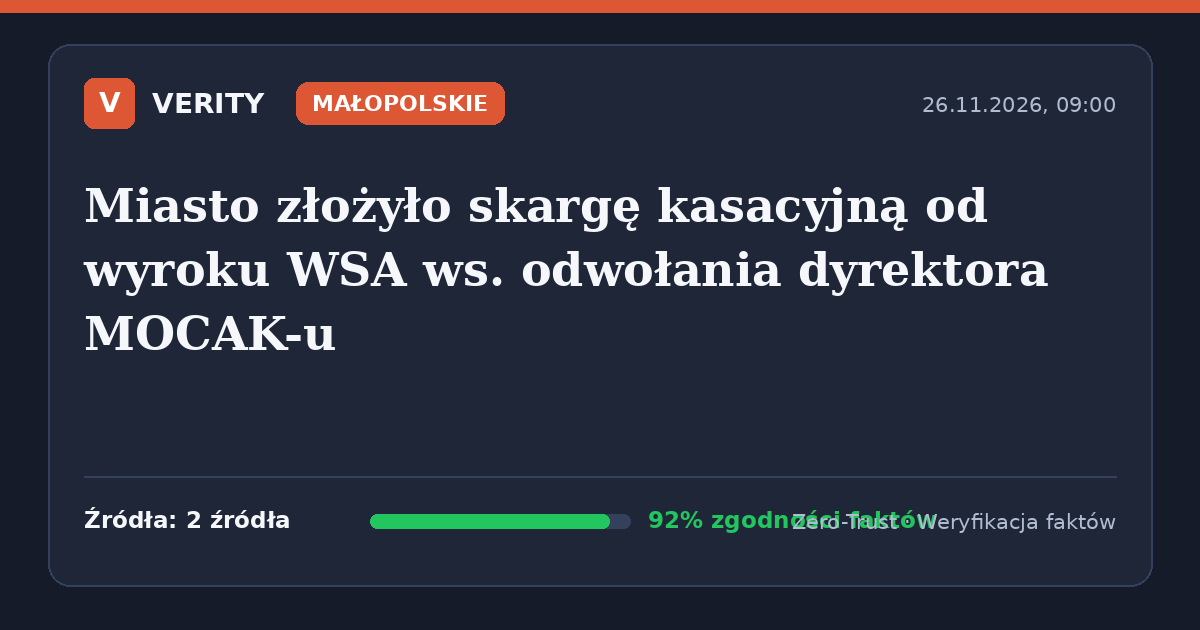 V VERITY MAŁOPOLSKIE 26.11.2026, 09:00
Miasto złożyło skargę kasacyjną od
wyroku WSA ws. odwołania dyrektora
MOCAK-u
Źródła: 2 źródła 92% zgodności faktów Zero-Trust · Weryfikacja faktów